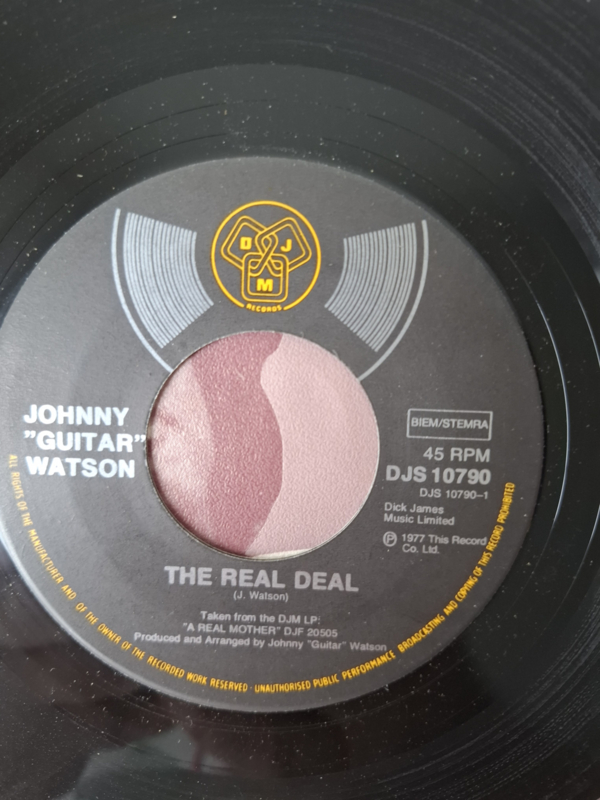 D J
M
RECORDS
JOHNNY
"GUITAR"
WATSON
BIEM/STEMRA
45 RPM
DJS 10790
DJS 10790-1
Dick James
Music Limited
℗ 1977 This Record
Co. Ltd.
THE REAL DEAL
(J. Watson)
Taken from the DJM LP:
"A REAL MOTHER" DJF 20505
Produced and Arranged by Johnny "Guitar" Watson
ALL RIGHTS OF THE MANUFACTURER AND OF THE OWNER OF THE RECORDED WORK RESERVED · UNAUTHORISED PUBLIC PERFORMANCE BROADCASTING AND COPYING OF THIS RECORD PROHIBITED